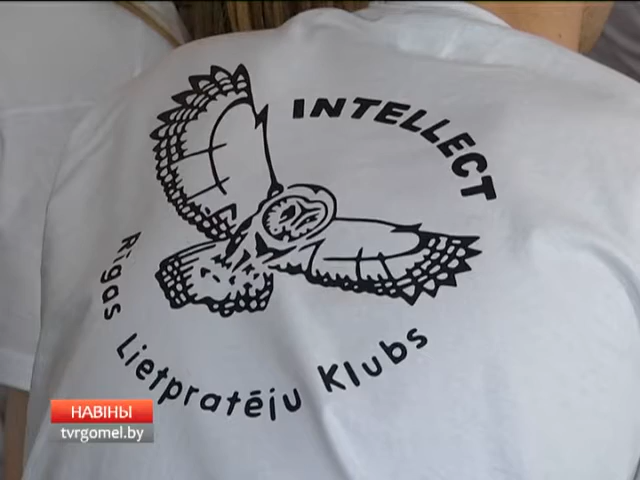 INTELLECT
Rīgas Lietpratēju Klubs
НАВІНЫ
tvrgomel.by